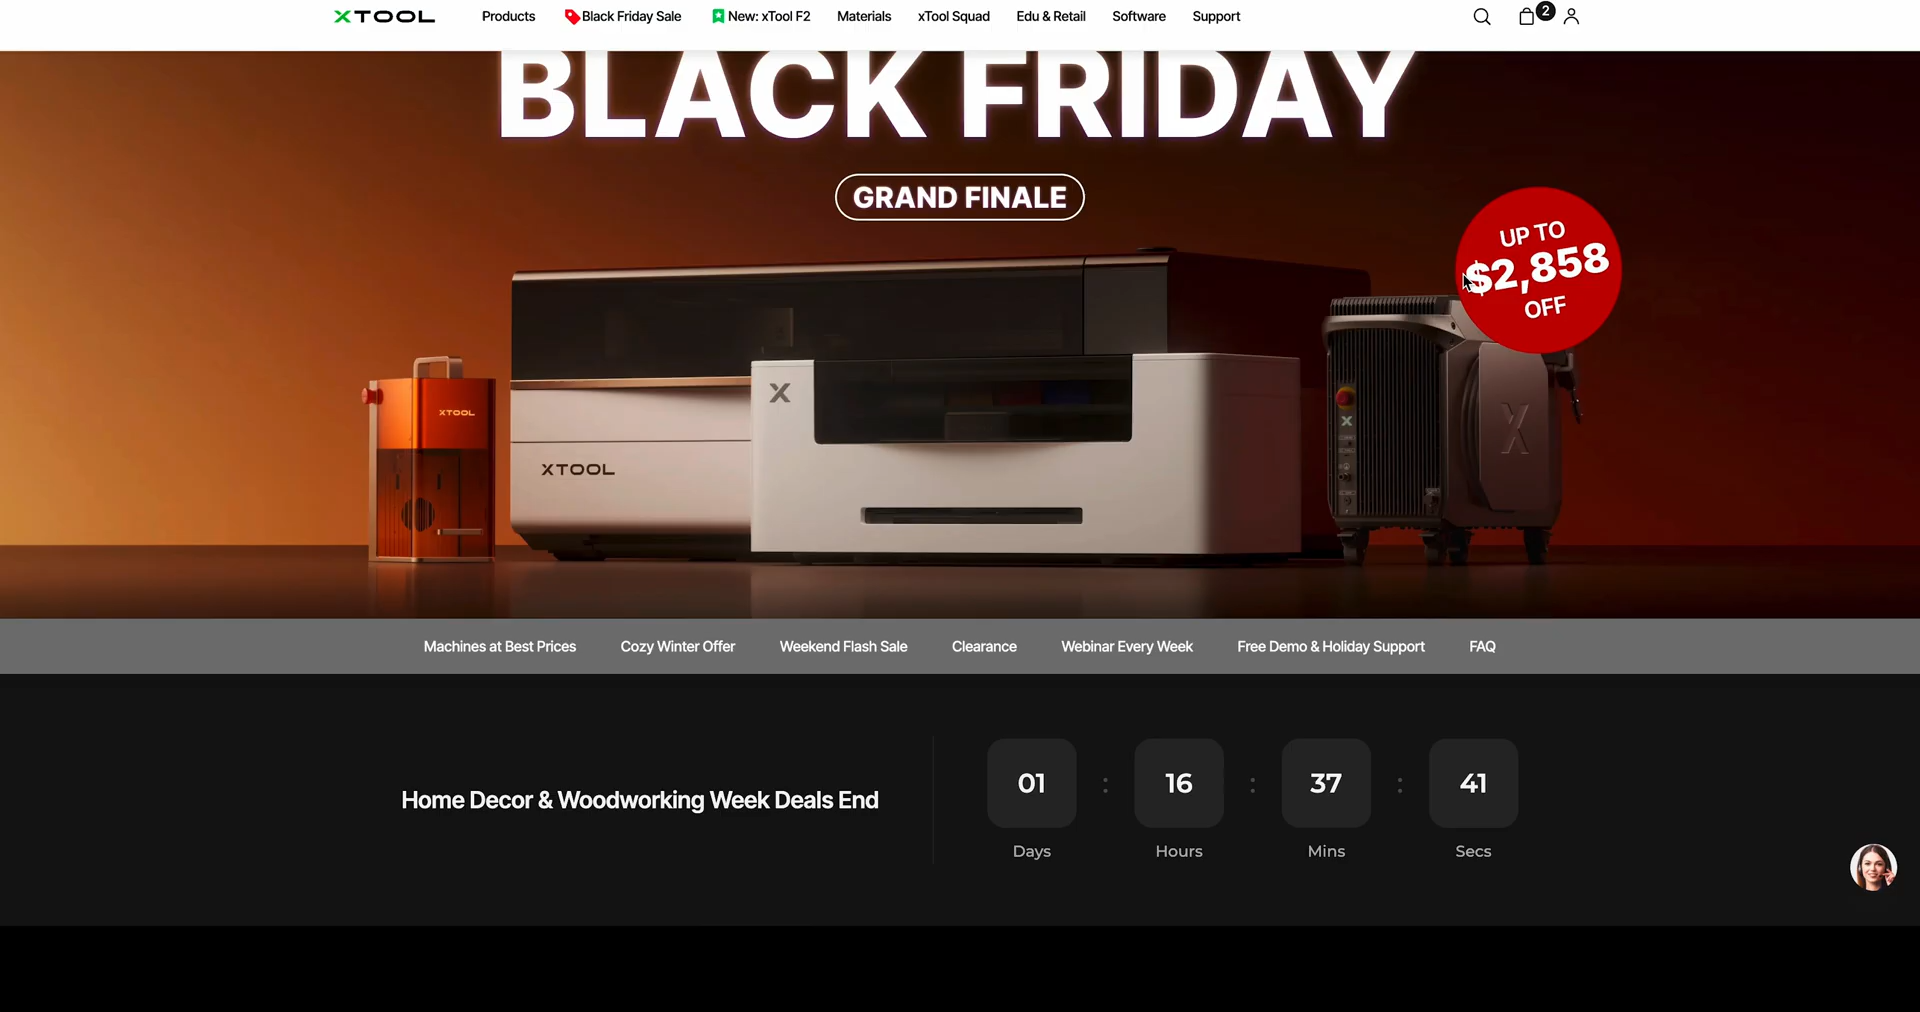 XTOOL
Products
Black Friday Sale
New: xTool F2
Materials
xTool Squad
Edu & Retail
Software
Support
2
BLACK FRIDAY
GRAND FINALE
UP TO
$2,858
OFF
XTOOL
XTOOL
X
X
X
Machines at Best Prices
Cozy Winter Offer
Weekend Flash Sale
Clearance
Webinar Every Week
Free Demo & Holiday Support
FAQ
Home Decor & Woodworking Week Deals End
01 : 16 : 37 : 41
Days Hours Mins Secs